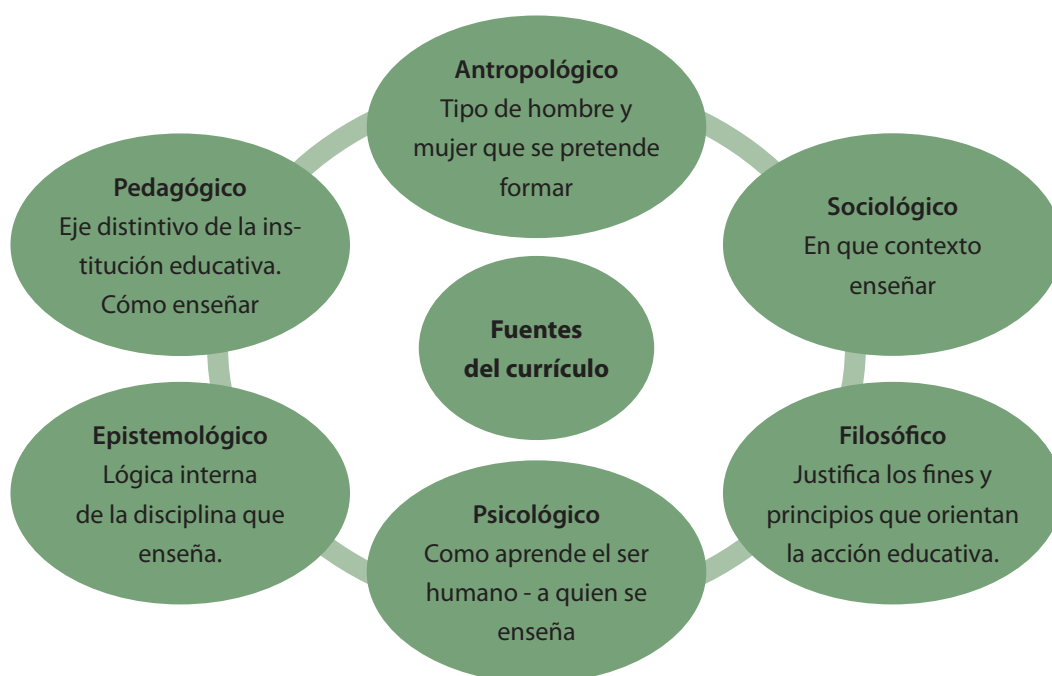 Antropológico
Tipo de hombre y
mujer que se pretende
formar
Sociológico
En que contexto
enseñar
Filosófico
Justifica los fines y
principios que orientan
la acción educativa.
Psicológico
Como aprende el ser
humano - a quien se
enseña
Epistemológico
Lógica interna
de la disciplina que
enseña.
Pedagógico
Eje distintivo de la ins-
titución educativa.
Cómo enseñar
Fuentes
del currículo